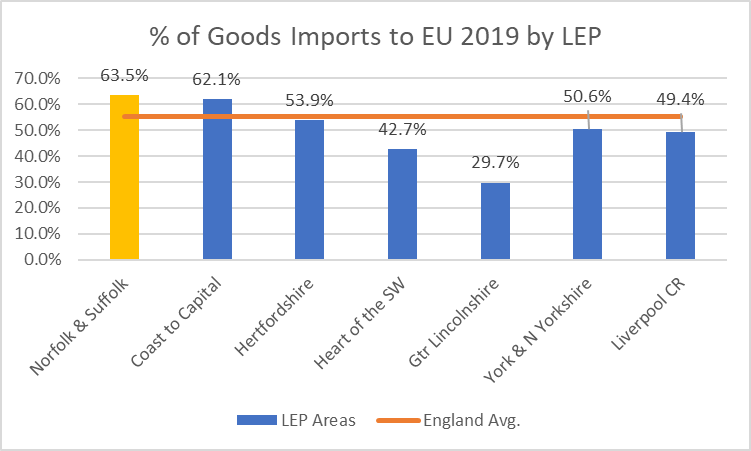 % of Goods Imports to EU 2019 by LEP
70.0%
60.0%
50.0%
40.0%
30.0%
20.0%
10.0%
0.0%
63.5%
62.1%
53.9%
42.7%
29.7%
50.6%
49.4%
Norfolk & Suffolk
Coast to Capital
Hertfordshire
Heart of the SW
Gtr Lincolnshire
York & N Yorkshire
Liverpool CR
LEP Areas
England Avg.